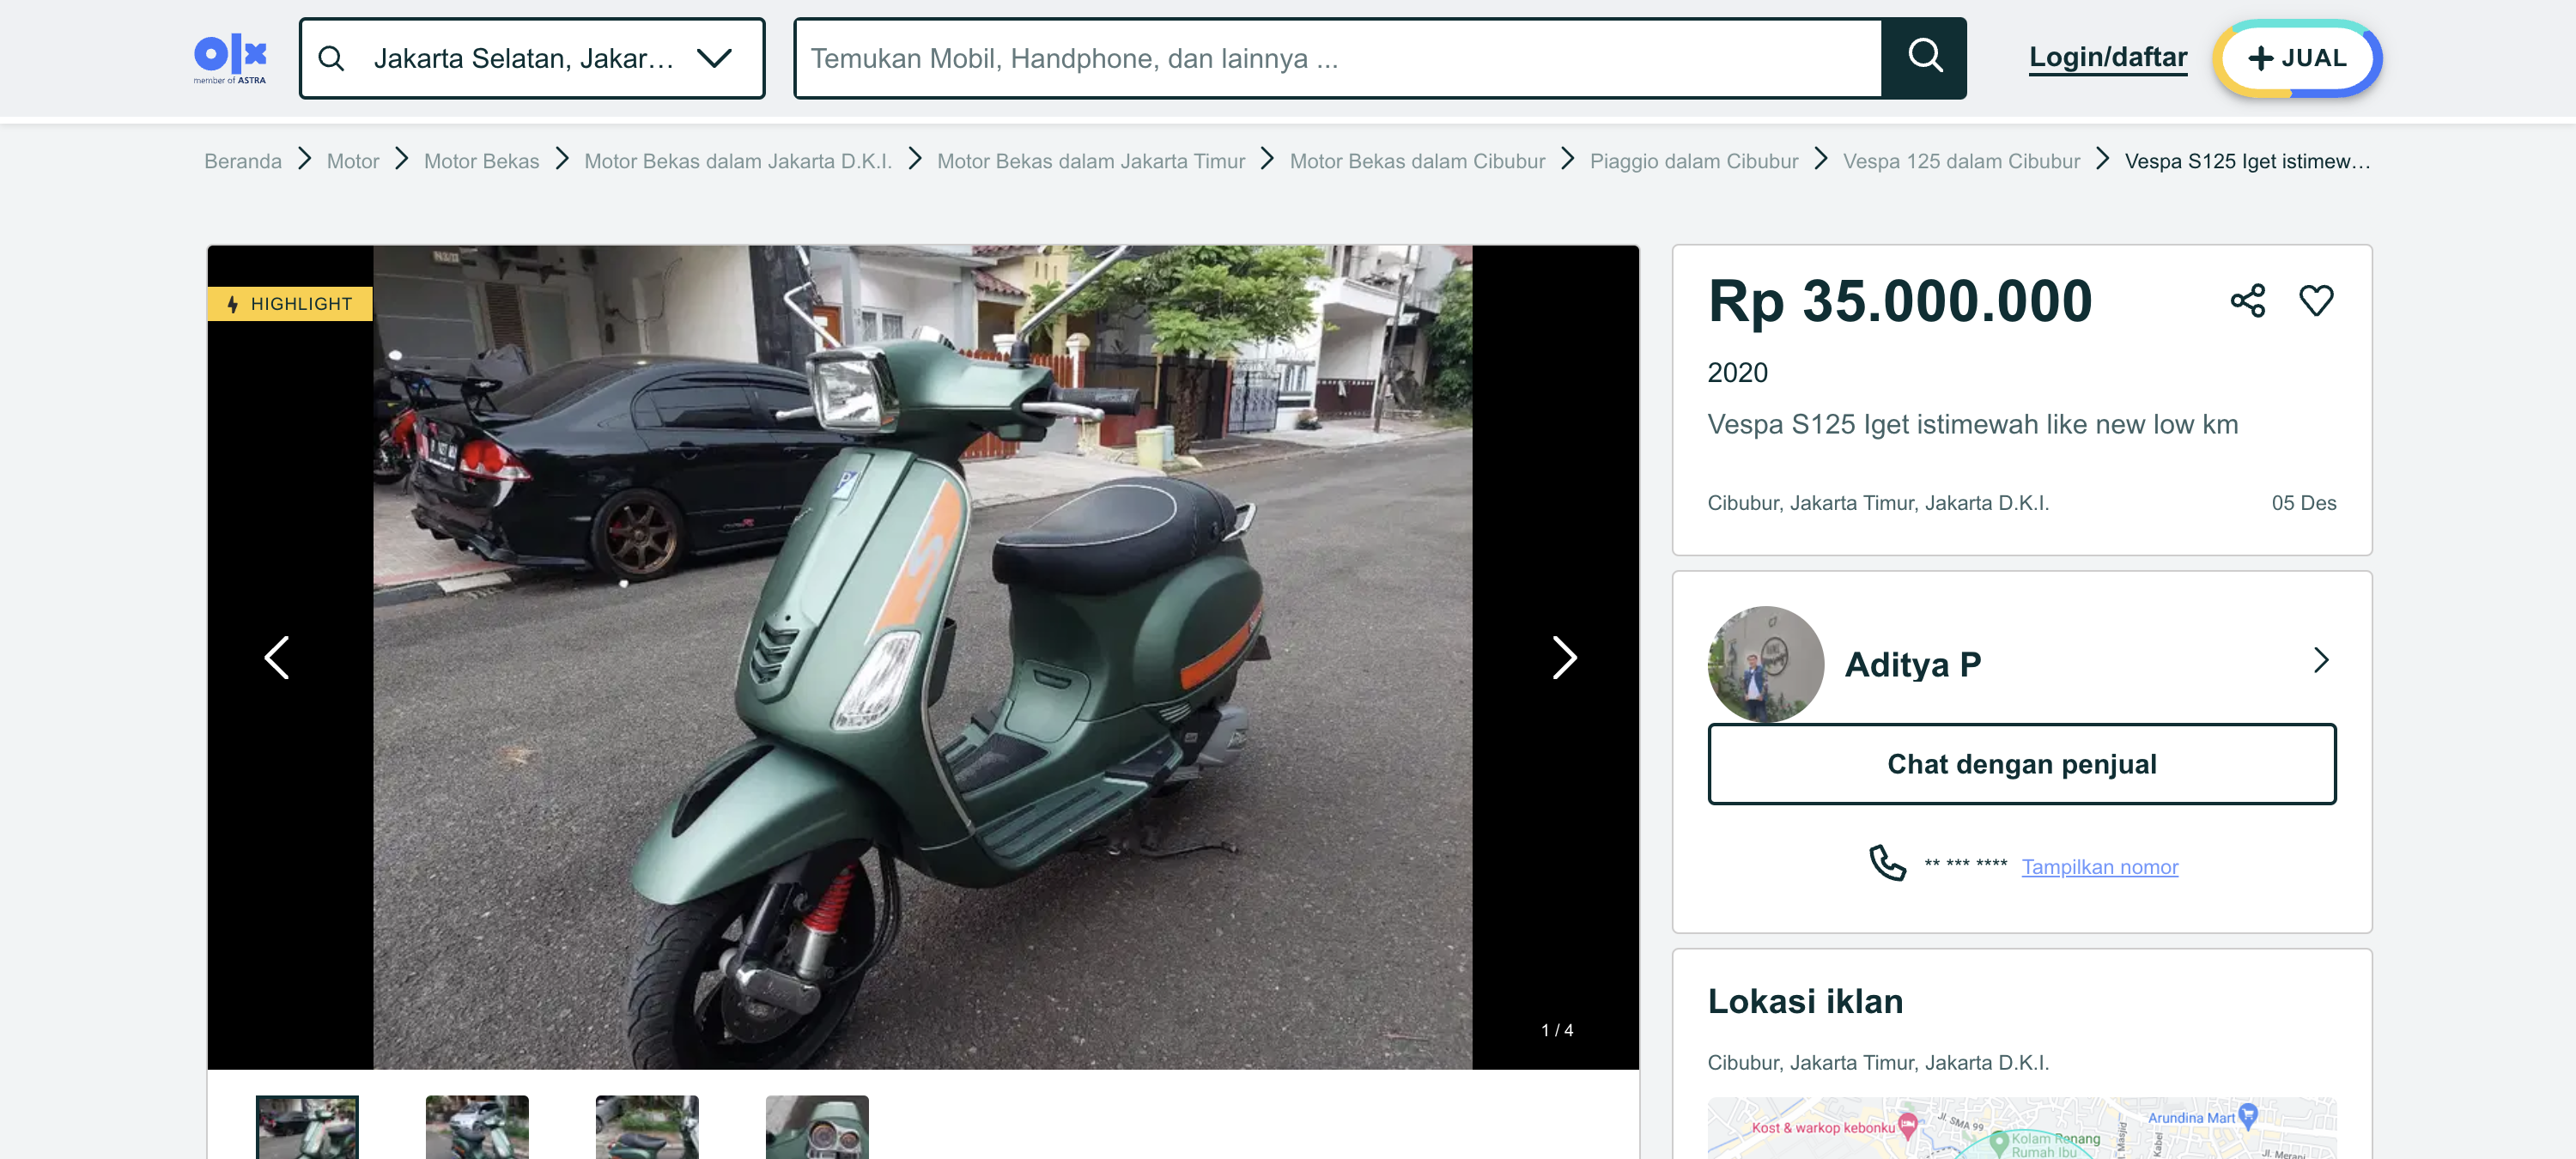 olx
member of ASTRA
Jakarta Selatan, Jakar...
Temukan Mobil, Handphone, dan lainnya ...
Login/daftar
JUAL
Beranda > Motor > Motor Bekas > Motor Bekas dalam Jakarta D.K.I. > Motor Bekas dalam Jakarta Timur > Motor Bekas dalam Cibubur > Piaggio dalam Cibubur > Vespa 125 dalam Cibubur > Vespa S125 Iget istimew...
HIGHLIGHT
S
1 / 4
Rp 35.000.000
2020
Vespa S125 Iget istimewah like new low km
Cibubur, Jakarta Timur, Jakarta D.K.I.
05 Des
Aditya P
Chat dengan penjual
** *** **** Tampilkan nomor
Lokasi iklan
Cibubur, Jakarta Timur, Jakarta D.K.I.
Arundina Mart
Kost & warkop kebonku
Jl. SMA 99
Kolam Renang
Rumah Ibu